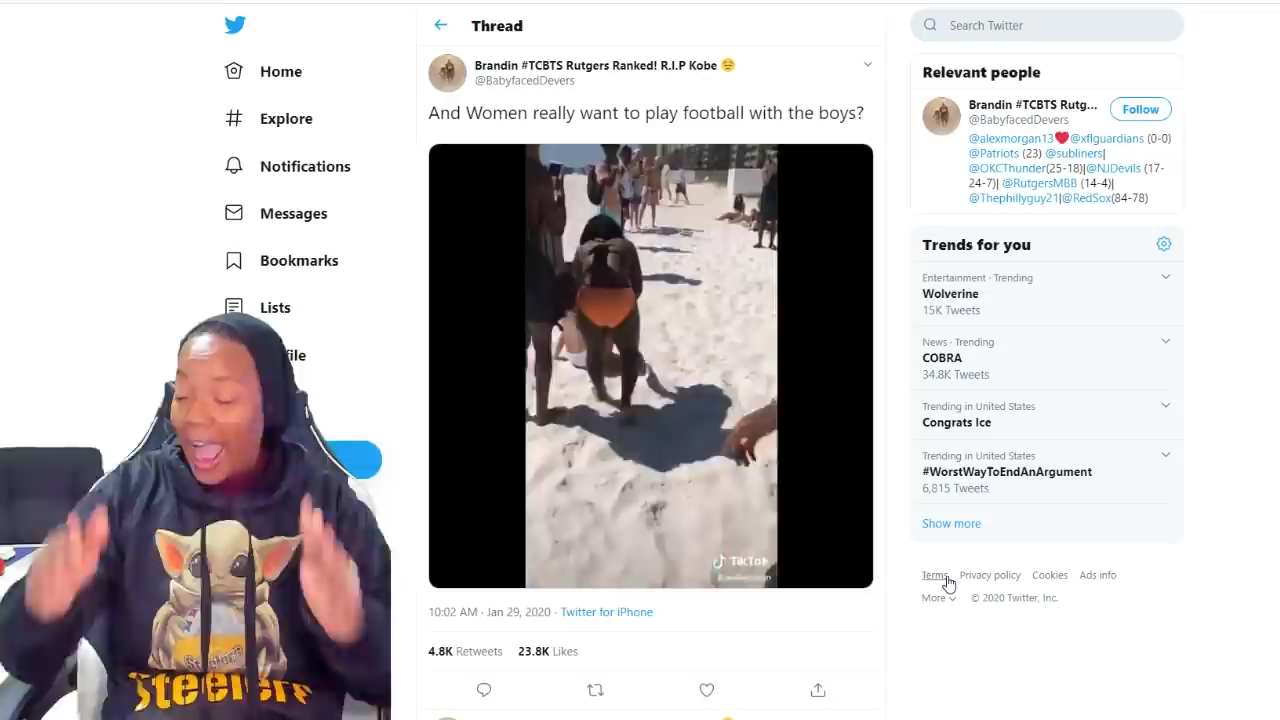 Home
Explore
Notifications
Messages
Bookmarks
Lists
file
Thread
Brandin #TCBTS Rutgers Ranked! R.I.P Kobe 😔
@BabyfacedDevers
And Women really want to play football with the boys?
TikTok
10:02 AM · Jan 29, 2020 · Twitter for iPhone
4.8K Retweets 23.8K Likes
Search Twitter
Relevant people
Brandin #TCBTS Rutg...
@BabyfacedDevers
Follow
@alexmorgan13❤️@xflguardians (0-0)
@Patriots (23) @subliners|
@OKCThunder(25-18)|@NJDevils (17-
24-7)| @RutgersMBB (14-4)|
@Thephillyguy21|@RedSox(84-78)
Trends for you
Entertainment · Trending
Wolverine
15K Tweets
News · Trending
COBRA
34.8K Tweets
Trending in United States
Congrats Ice
Trending in United States
#WorstWayToEndAnArgument
6,815 Tweets
Show more
Terms Privacy policy Cookies Ads info
More © 2020 Twitter, Inc.
Steelers